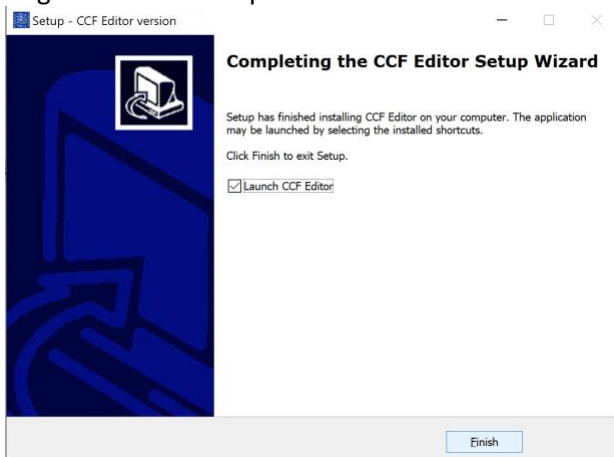 Setup - CCF Editor version
Completing the CCF Editor Setup Wizard
Setup has finished installing CCF Editor on your computer. The application
may be launched by selecting the installed shortcuts.
Click Finish to exit Setup.
Launch CCF Editor
Finish